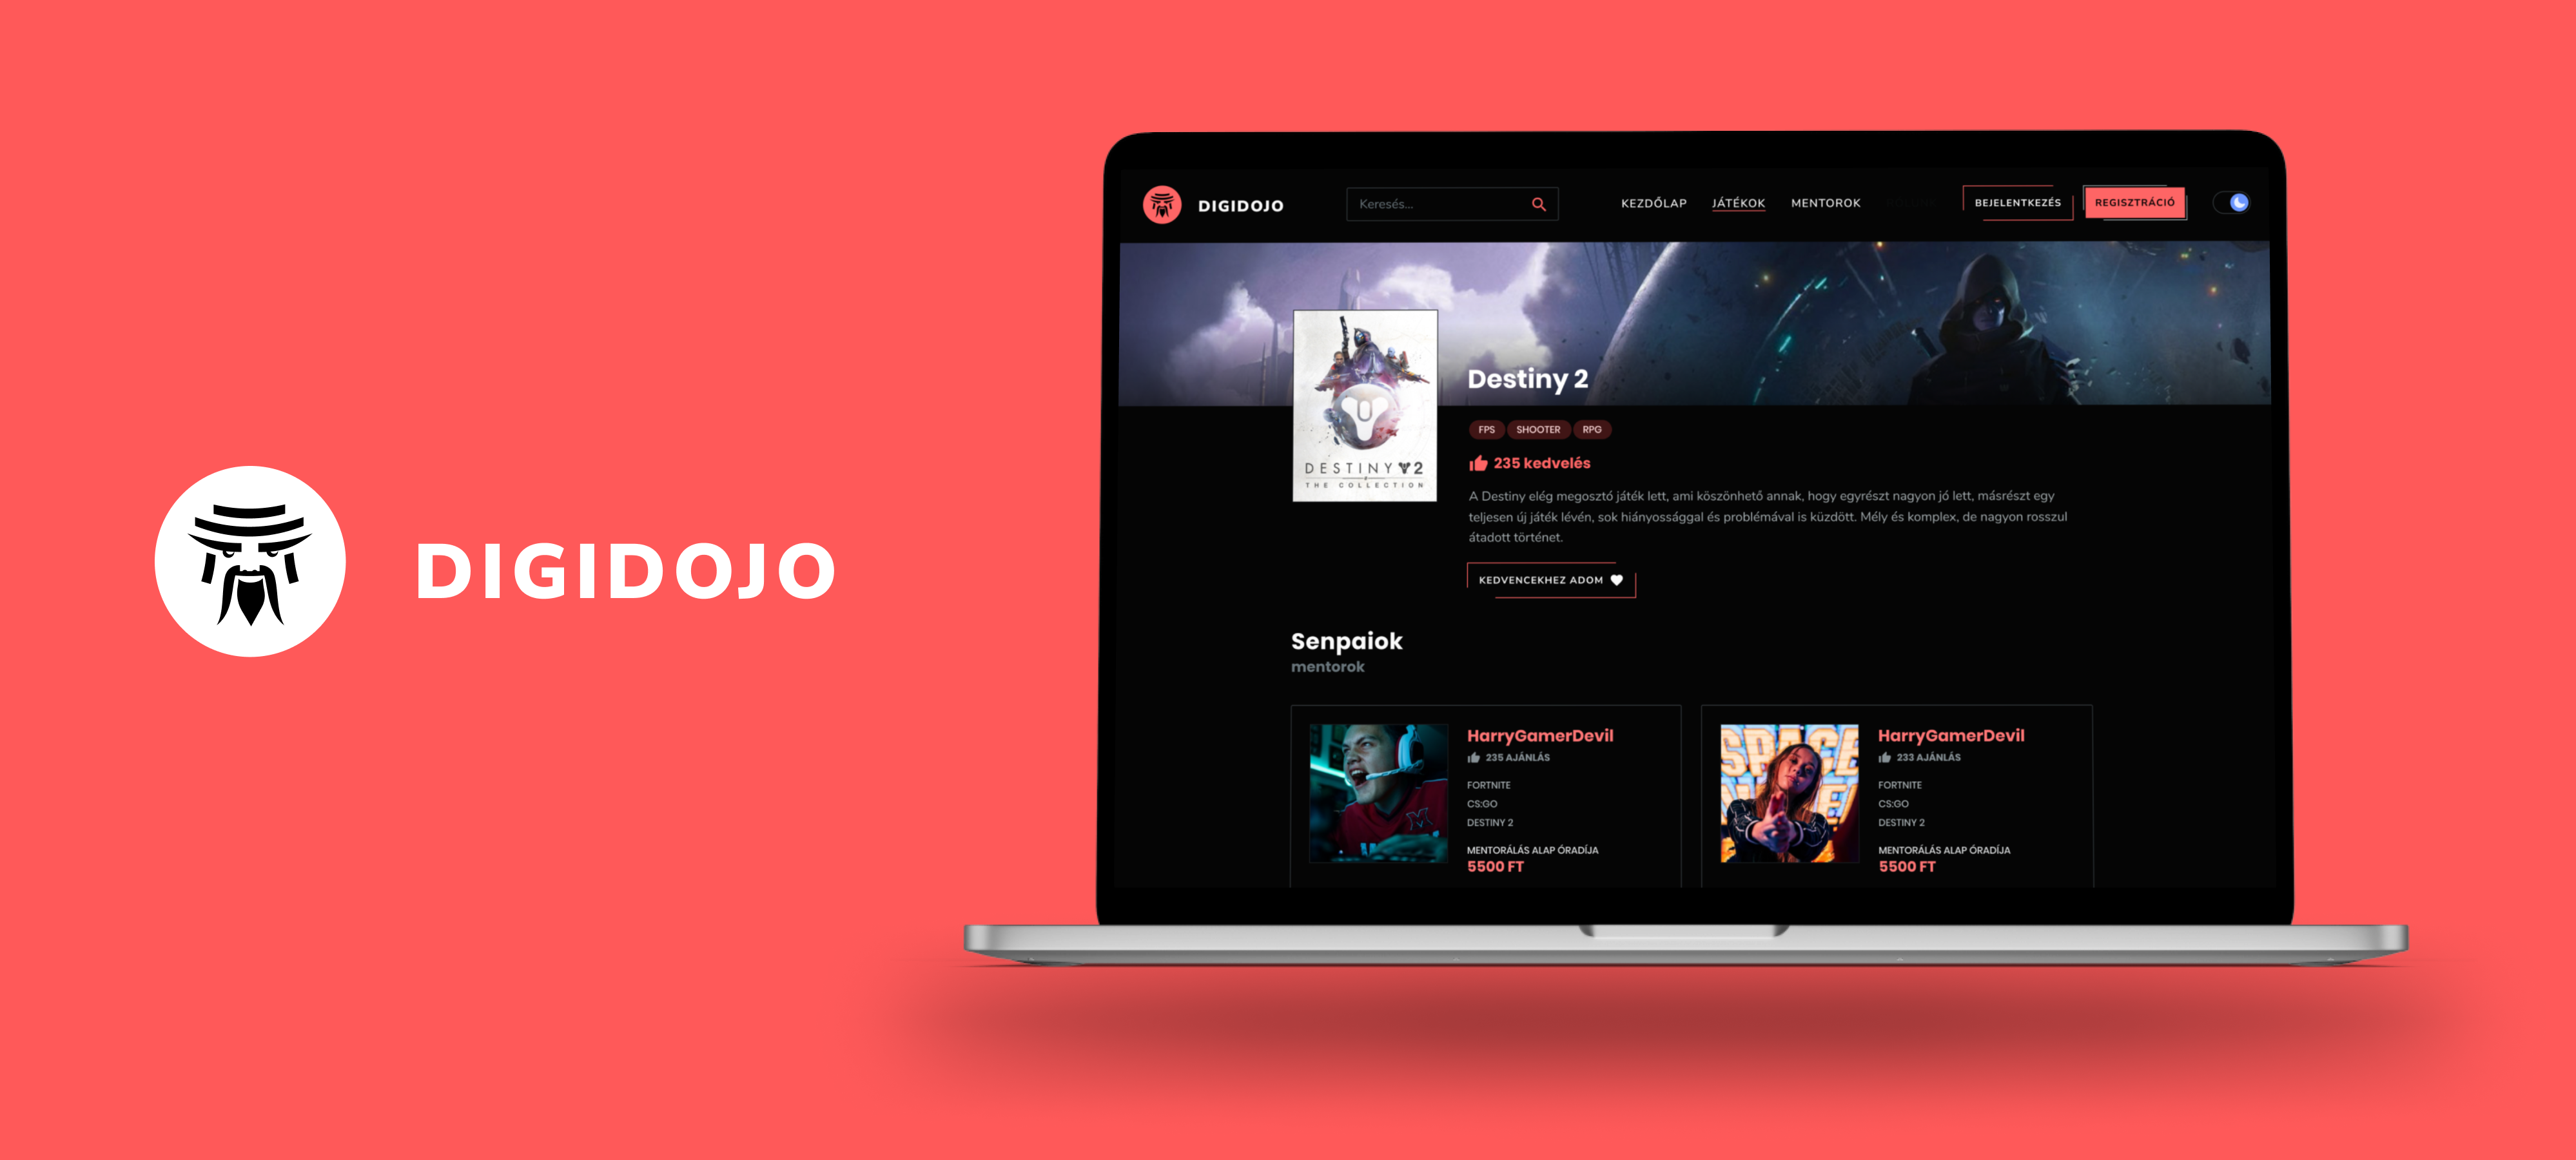 DIGIDOJO
DIGIDOJO
Keresés...
KEZDŐLAP
JÁTÉKOK
MENTOROK
BEJELENTKEZÉS
REGISZTRÁCIÓ
DESTINY 2
THE COLLECTION
Destiny 2
FPS
SHOOTER
RPG
235 kedvelés
A Destiny elég megosztó játék lett, ami köszönhető annak, hogy egyrészt nagyon jó lett, másrészt egy
teljesen új játék lévén, sok hiányossággal és problémával is küzdött. Mély és komplex, de nagyon rosszul
átadott történet.
KEDVENCEKHEZ ADOM
Senpaiok
mentorok
HarryGamerDevil
235 AJÁNLÁS
FORTNITE
CS:GO
DESTINY 2
MENTORÁLÁS ALAP ÓRADÍJA
5500 FT
SPACE
HarryGamerDevil
233 AJÁNLÁS
FORTNITE
CS:GO
DESTINY 2
MENTORÁLÁS ALAP ÓRADÍJA
5500 FT